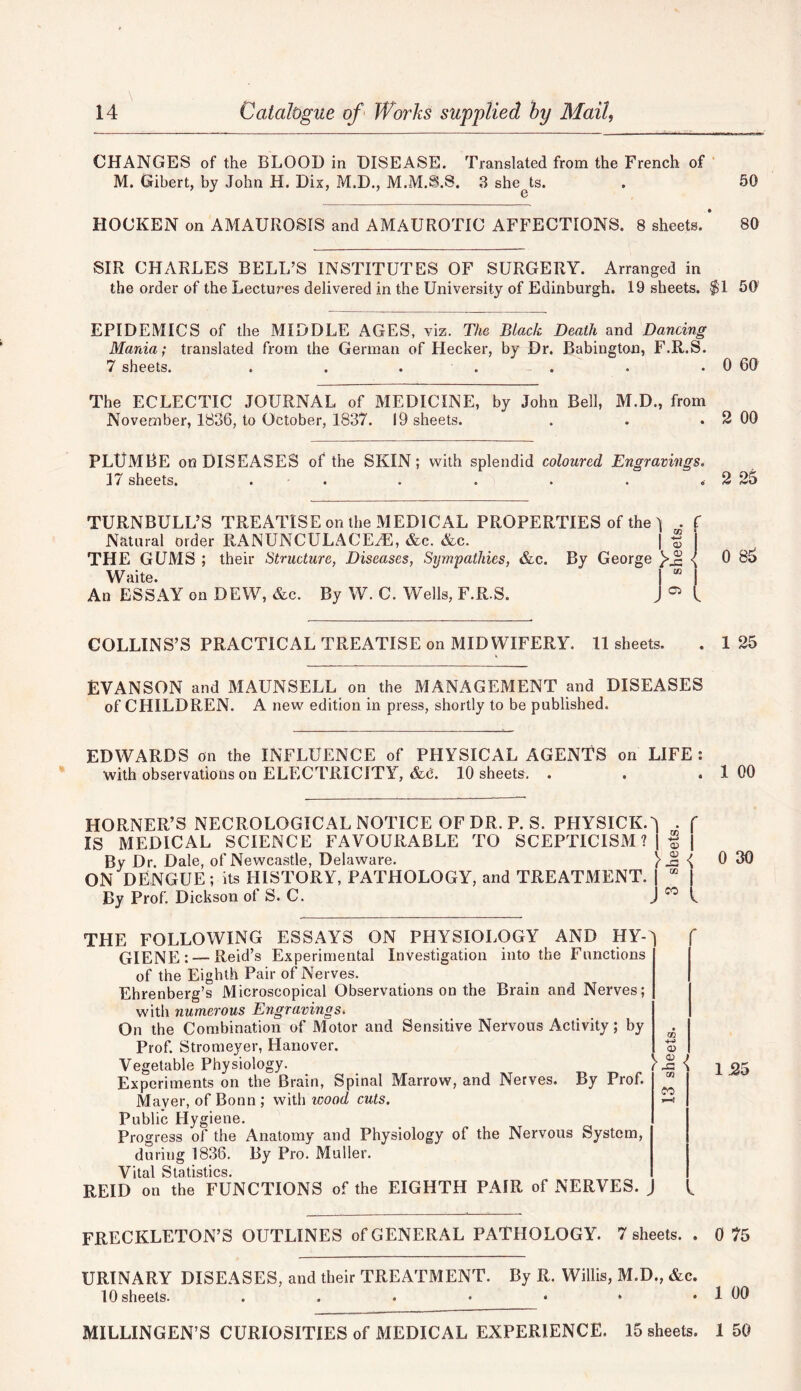 14 Catalogue of Works supplied by Mail,
CHANGES of the BLOOD in DISEASE. Translated from the French of
M. Gibert, by John H. Dix, M.D., M.M.S.S. 3 she ts. . 50
e
HOCKEN on AMAUROSIS and AMAUROTIC AFFECTIONS. 8 sheets. 80
SIR CHARLES BELL'S INSTITUTES OF SURGERY. Arranged in
the order of the Lectures delivered in the University of Edinburgh. 19 sheets. $1 50
EPIDEMICS of the MIDDLE AGES, viz. The Black Death and Dancing
Mania; translated from the German of Hecker, by Dr. Babington, F.R.S.
7 sheets. . . . . . . . 0 60
The ECLECTIC JOURNAL of MEDICINE, by John Bell, M.D., from
November, 1836, to October, 1837. 19 sheets. . . . 2 00
PLUMBE on DISEASES of the SKIN; with splendid coloured Engravings.
17 sheets. . . . . . . . 2 25
TURNBULL'S TREATISE on the MEDICAL PROPERTIES of the
Natural order RANUNCULACEÆ, &c. &c.
THE GUMS; their Structure, Diseases, Sympathies, &c. By George
Waite.
An ESSAY on DEW, &c. By W. C. Wells, F.R.S.
9 sheets. 0 85
COLLINS'S PRACTICAL TREATISE on MIDWIFERY. 11 sheets. . 1 25
EVANSON and MAUNSELL on the MANAGEMENT and DISEASES
of CHILDREN. A new edition in press, shortly to be published.
EDWARDS on the INFLUENCE of PHYSICAL AGENTS on LIFE:
with observations on ELECTRICITY, &c. 10 sheets. . . . 1 00
HORNER'S NECROLOGICAL NOTICE OF DR. P. S. PHYSICK.
IS MEDICAL SCIENCE FAVOURABLE TO SCEPTICISM?
By Dr. Dale, of Newcastle, Delaware.
ON DENGUE; its HISTORY, PATHOLOGY, and TREATMENT.
By Prof. Dickson of S. C.
3 sheets. 0 30
THE FOLLOWING ESSAYS ON PHYSIOLOGY AND HY-
GIENE:—Reid's Experimental Investigation into the Functions
of the Eighth Pair of Nerves.
Ehrenberg's Microscopical Observations on the Brain and Nerves;
with numerous Engravings.
On the Combination of Motor and Sensitive Nervous Activity; by
Prof. Stromeyer, Hanover.
Vegetable Physiology.
Experiments on the Brain, Spinal Marrow, and Nerves. By Prof.
Mayer, of Bonn; with wood cuts.
Public Hygiene.
Progress of the Anatomy and Physiology of the Nervous System,
during 1836. By Pro. Muller.
Vital Statistics.
REID on the FUNCTIONS of the EIGHTH PAIR of NERVES.
13 sheets. 1 25
FRECKLETON'S OUTLINES of GENERAL PATHOLOGY. 7 sheets. . 0 75
URINARY DISEASES, and their TREATMENT. By R. Willis, M.D., &c.
10 sheets. . . . . . . . 1 00
MILLINGEN'S CURIOSITIES of MEDICAL EXPERIENCE. 15 sheets. 1 50